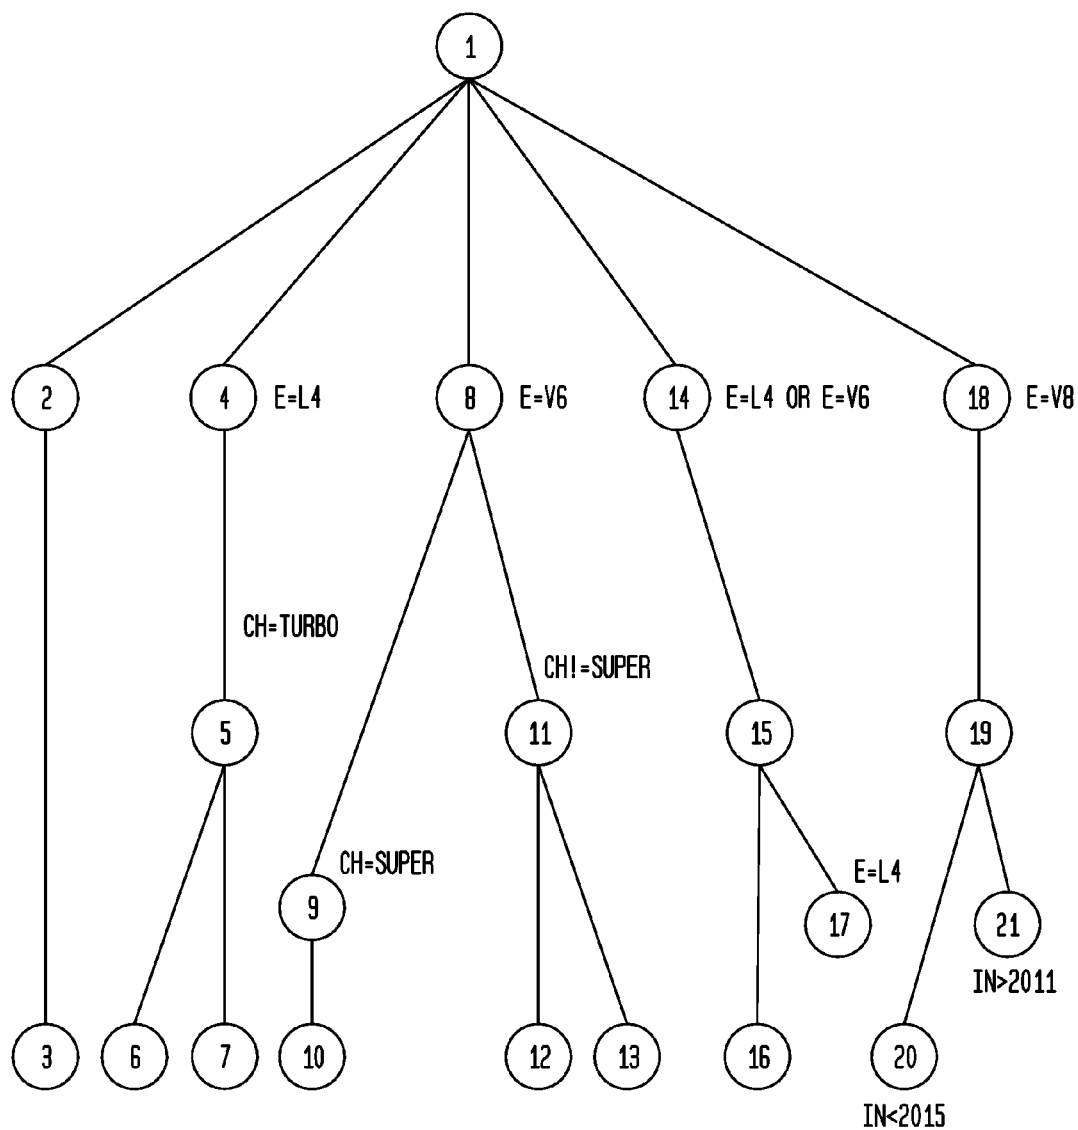 1
2
4 E=L4
8 E=V6
14 E=L4 OR E=V6
18 E=V8
CH=TURBO
CH!=SUPER
5
11
15
19
CH=SUPER
E=L4
9
17
21
IN>2011
3
6
7
10
12
13
16
20
IN<2015